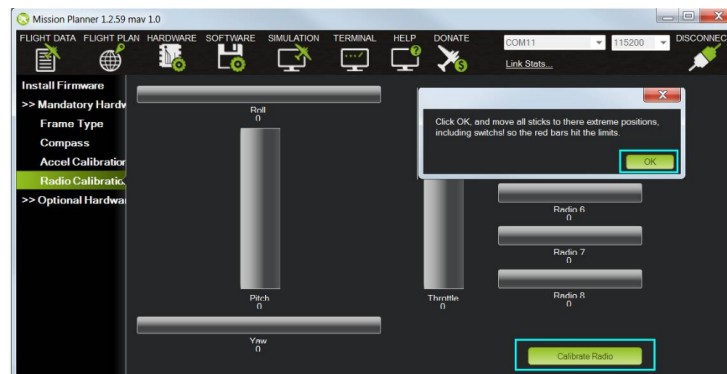 Mission Planner 1.2.59 mav 1.0
FLIGHT DATA FLIGHT PLAN HARDWARE SOFTWARE SIMULATION TERMINAL HELP DONATE
COM11 115200 DISCONNEC
Link Stats...
Install Firmware
>> Mandatory Hardw
Frame Type
Compass
Accel Calibration
Radio Calibratic
>> Optional Hardwa
Roll
0
Pitch
0
Yaw
0
Throttle
0
Click OK, and move all sticks to there extreme positions,
including switchs! so the red bars hit the limits.
OK
Radio 6
0
Radio 7
0
Radio 8
0
Calibrate Radio